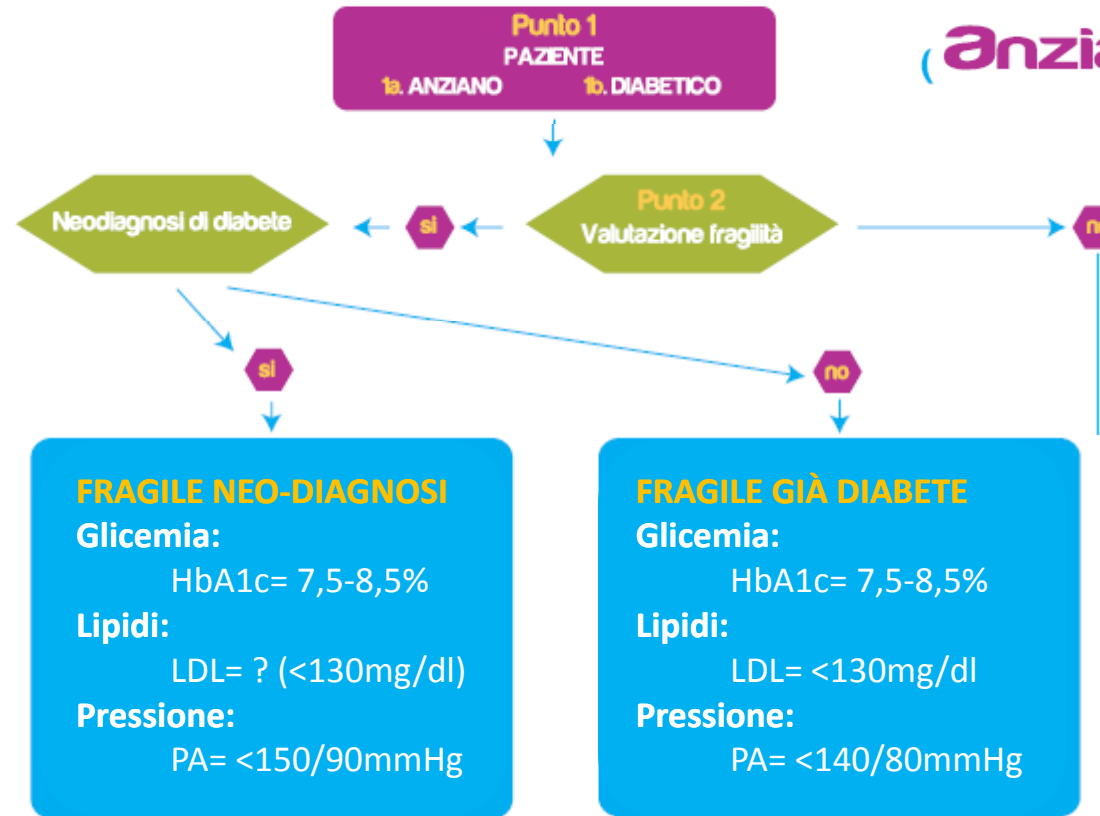 Punto 1
PAZIENTE
1a. ANZIANO 1b. DIABETICO
(
Neodiagnosi di diabete
si
Punto 2
Valutazione fragilità
si
no
FRAGILE NEO-DIAGNOSI
Glicemia:
HbA1c= 7,5-8,5%
Lipidi:
LDL= ? (<130mg/dl)
Pressione:
PA= <150/90mmHg
FRAGILE GIÀ DIABETE
Glicemia:
HbA1c= 7,5-8,5%
Lipidi:
LDL= <130mg/dl
Pressione:
PA= <140/80mmHg